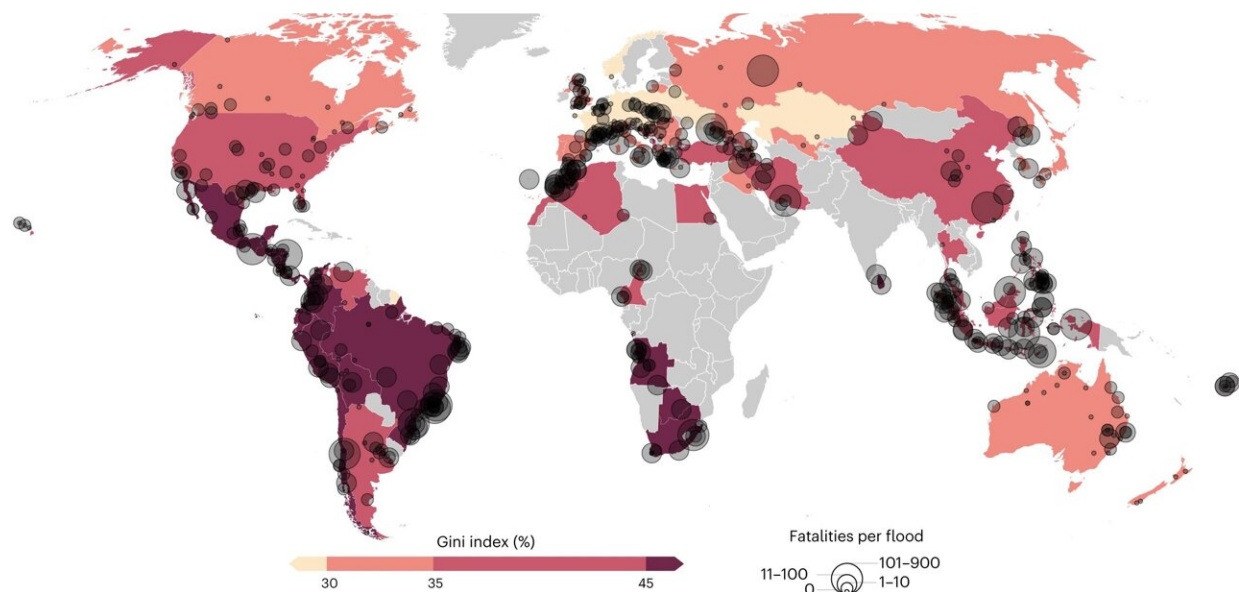 Gini index (%)
30 35 45
Fatalities per flood
101–900
11–100
1–10
0